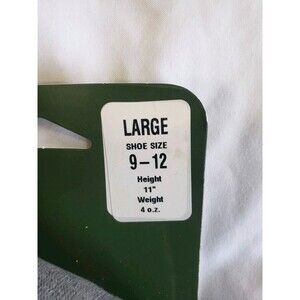 LARGE
SHOE SIZE
9-12
Height
11"
Weight
4 o.z.